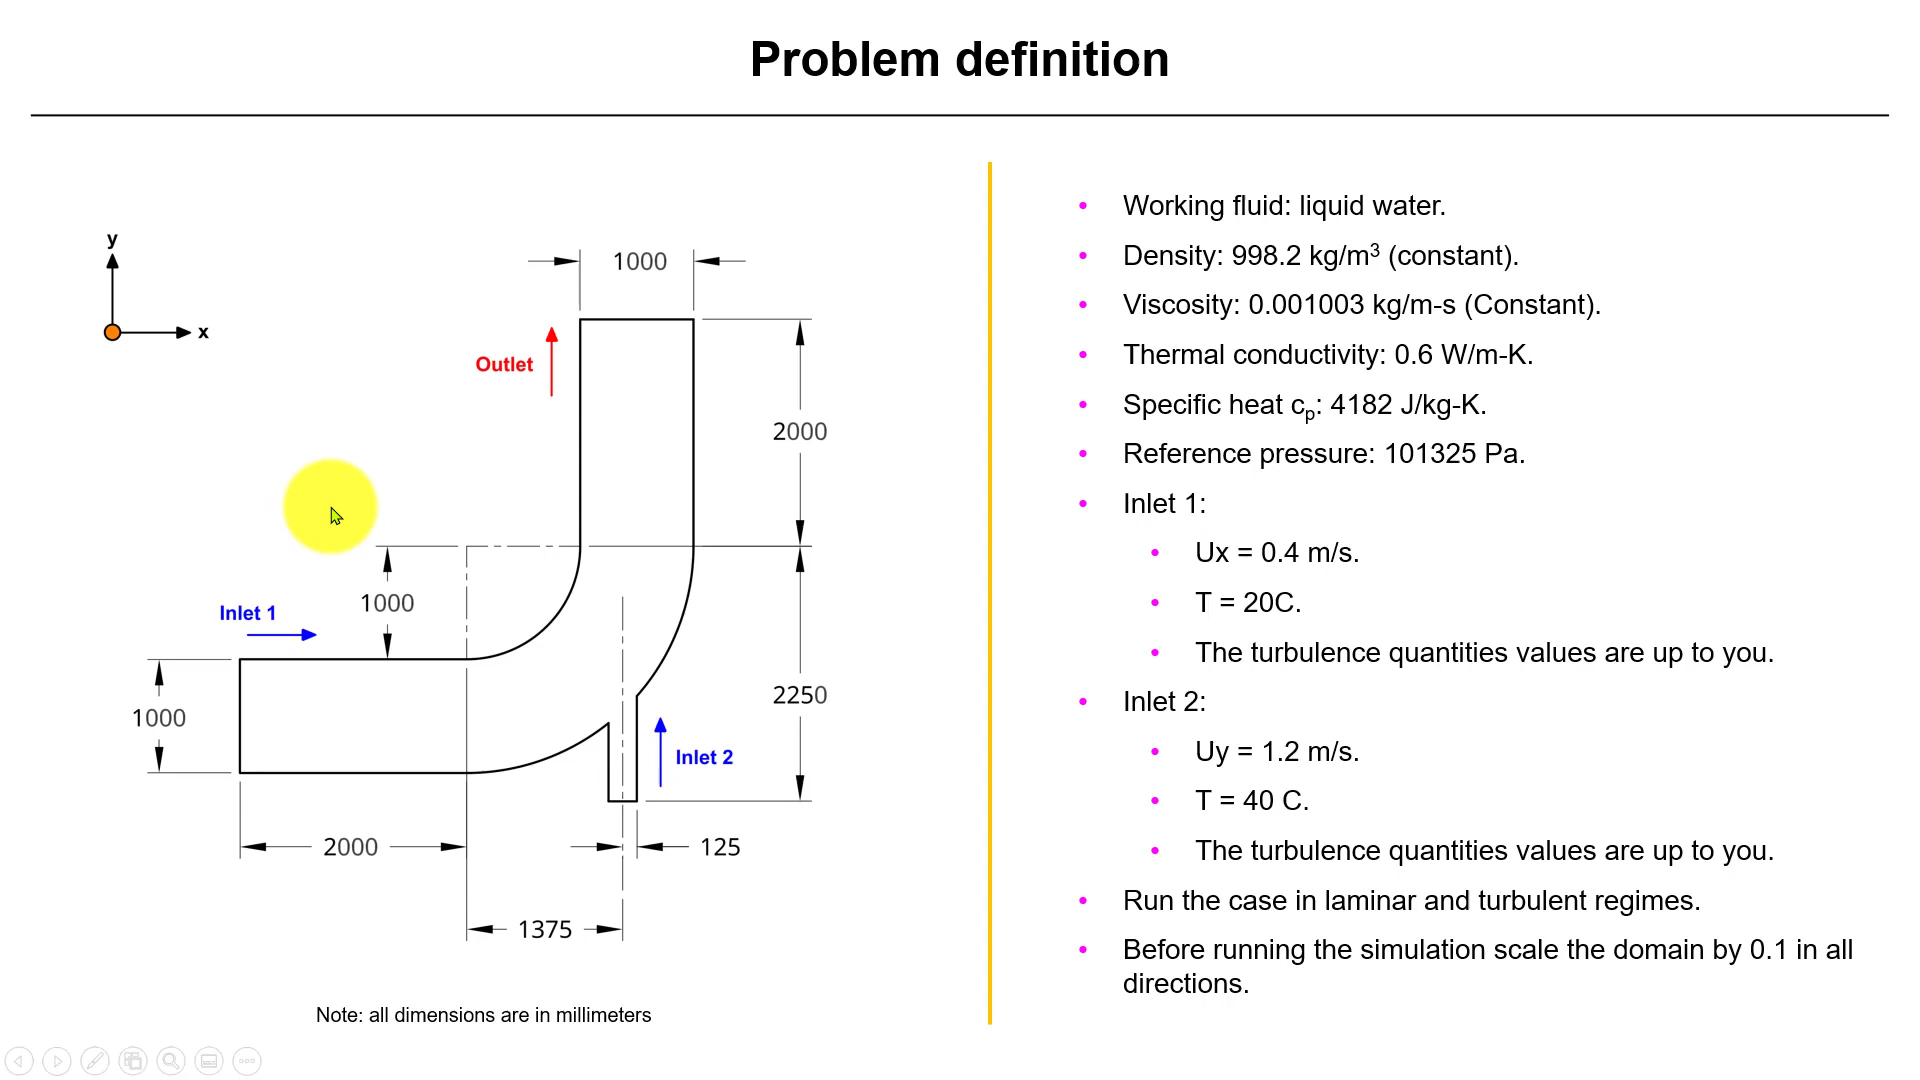 Problem definition
y
x
1000
Outlet
2000
1000
Inlet 1
1000
2250
Inlet 2
2000
125
1375
Note: all dimensions are in millimeters
• Working fluid: liquid water.
• Density: 998.2 kg/m³ (constant).
• Viscosity: 0.001003 kg/m-s (Constant).
• Thermal conductivity: 0.6 W/m-K.
• Specific heat cₚ: 4182 J/kg-K.
• Reference pressure: 101325 Pa.
• Inlet 1:
• Ux = 0.4 m/s.
• T = 20C.
• The turbulence quantities values are up to you.
• Inlet 2:
• Uy = 1.2 m/s.
• T = 40 C.
• The turbulence quantities values are up to you.
• Run the case in laminar and turbulent regimes.
• Before running the simulation scale the domain by 0.1 in all
directions.